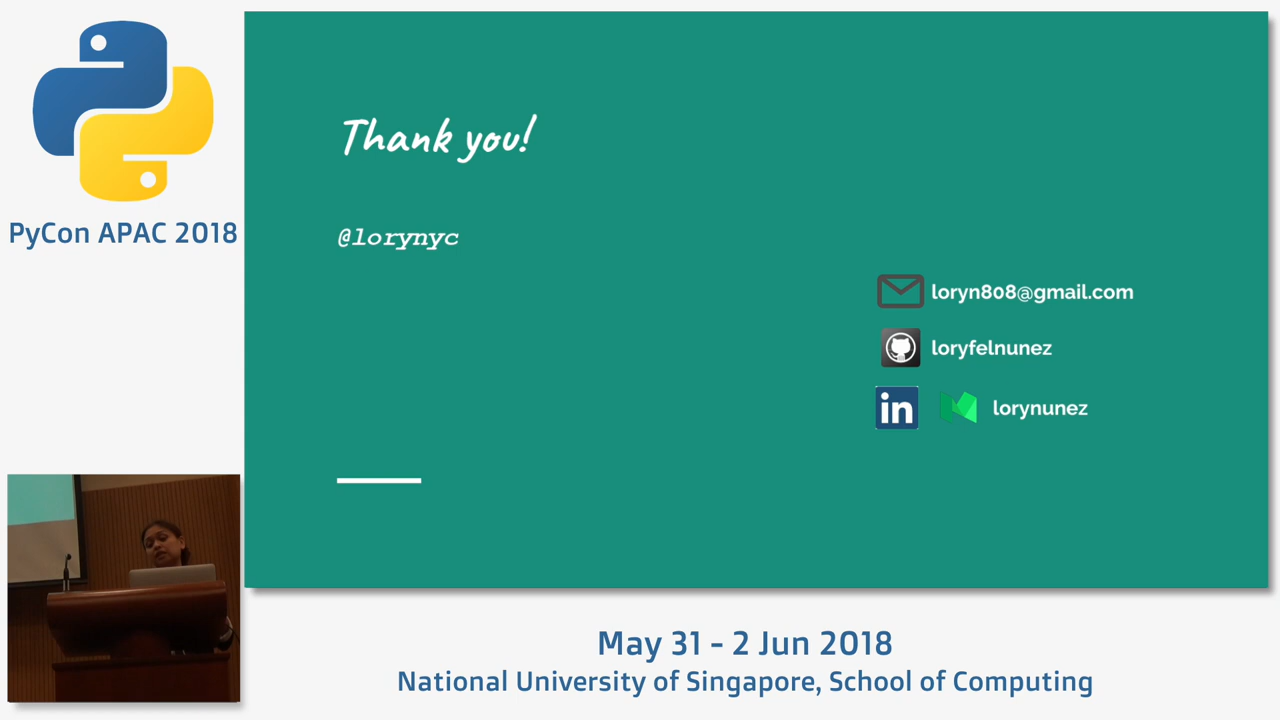 PyCon APAC 2018
Thank you!
@lorynyc
loryn808@gmail.com
loryfelnunez
in
lorynunez
May 31 - 2 Jun 2018
National University of Singapore, School of Computing